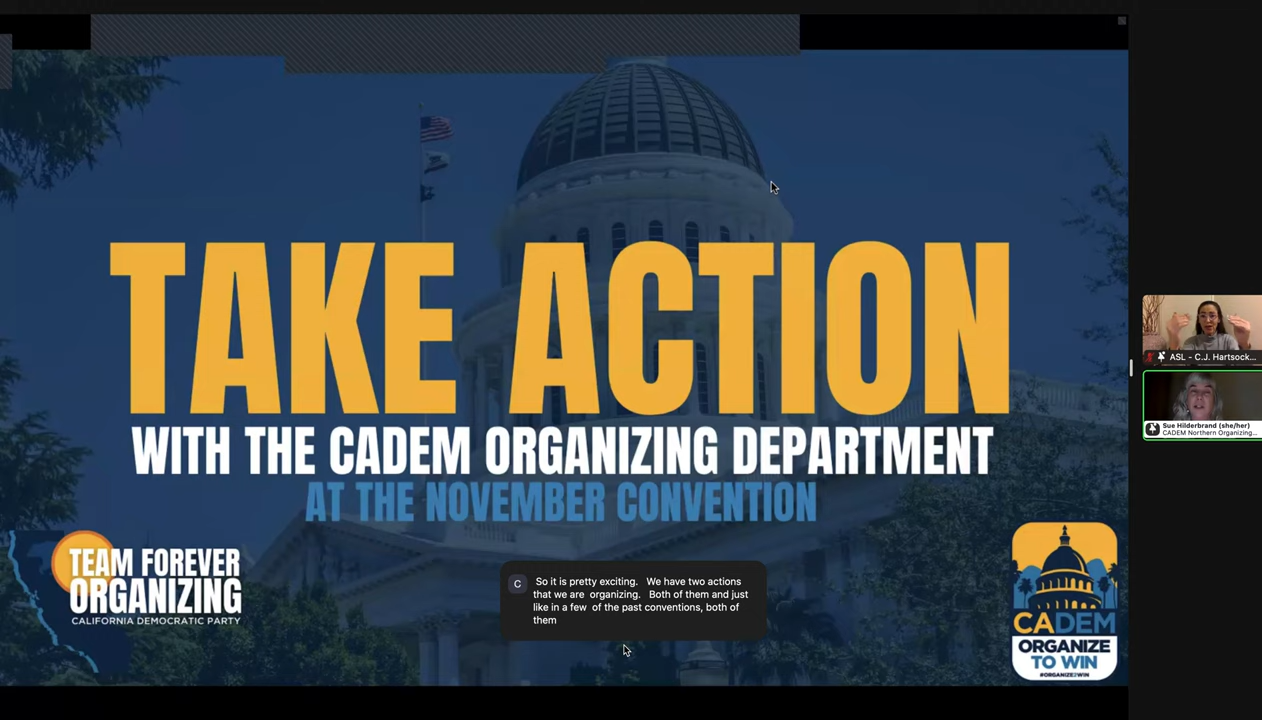 TAKE ACTION
WITH THE CADEM ORGANIZING DEPARTMENT
AT THE NOVEMBER CONVENTION
TEAM FOREVER
ORGANIZING
CALIFORNIA DEMOCRATIC PARTY
C
So it is pretty exciting. We have two actions
that we are organizing. Both of them and just
like in a few of the past conventions, both of
them
CADEM
ORGANIZE
TO WIN
#ORGANIZE2WIN
ASL - C.J. Hartsock...
Sue Hilderbrand (she/her)
CADEM Northern Organizing...